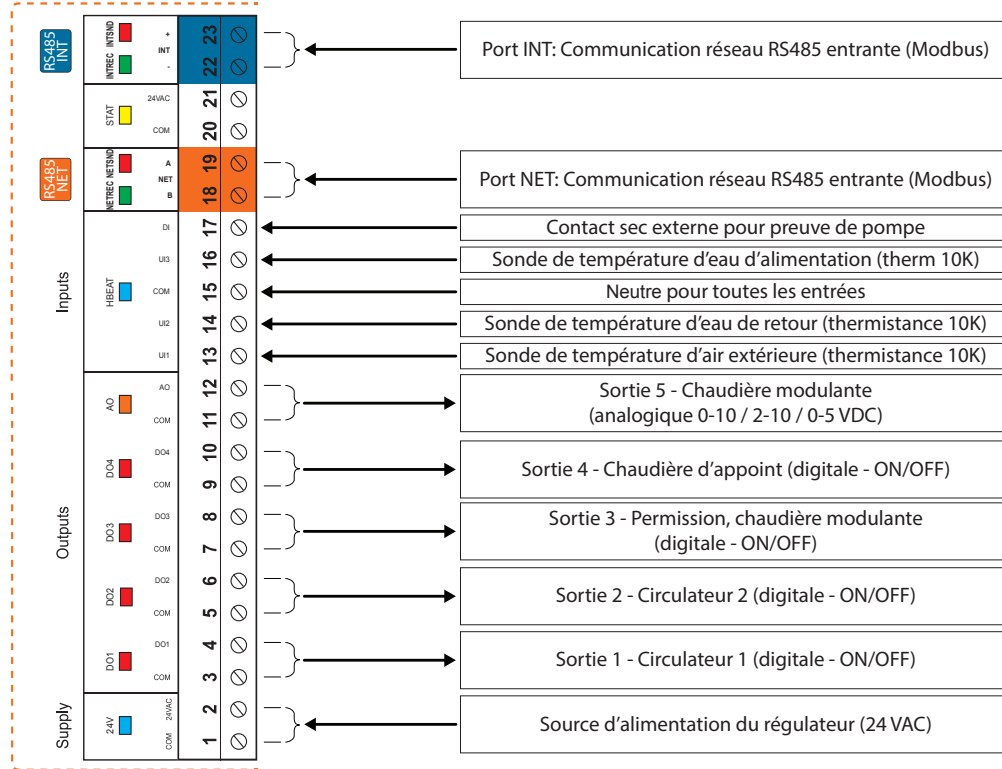 RS485 INT
INTREC INTSND
+
INT
-
23
22
Port INT: Communication réseau RS485 entrante (Modbus)
STAT
24VAC
COM
21
20
RS485 NET
NETREC NETSND
A
NET
B
19
18
Port NET: Communication réseau RS485 entrante (Modbus)
Inputs
HBEAT
DI
17
Contact sec externe pour preuve de pompe
UI3
16
Sonde de température d'eau d'alimentation (therm 10K)
COM
15
Neutre pour toutes les entrées
UI2
14
Sonde de température d'eau de retour (thermistance 10K)
UI1
13
Sonde de température d'air extérieure (thermistance 10K)
Outputs
AO
AO
12
COM
11
Sortie 5 - Chaudière modulante
(analogique 0-10 / 2-10 / 0-5 VDC)
DO4
DO4
10
COM
9
Sortie 4 - Chaudière d'appoint (digitale - ON/OFF)
DO3
DO3
8
COM
7
Sortie 3 - Permission, chaudière modulante
(digitale - ON/OFF)
DO2
DO2
6
COM
5
Sortie 2 - Circulateur 2 (digitale - ON/OFF)
DO1
DO1
4
COM
3
Sortie 1 - Circulateur 1 (digitale - ON/OFF)
Supply
24V
24VAC
2
COM
1
Source d'alimentation du régulateur (24 VAC)